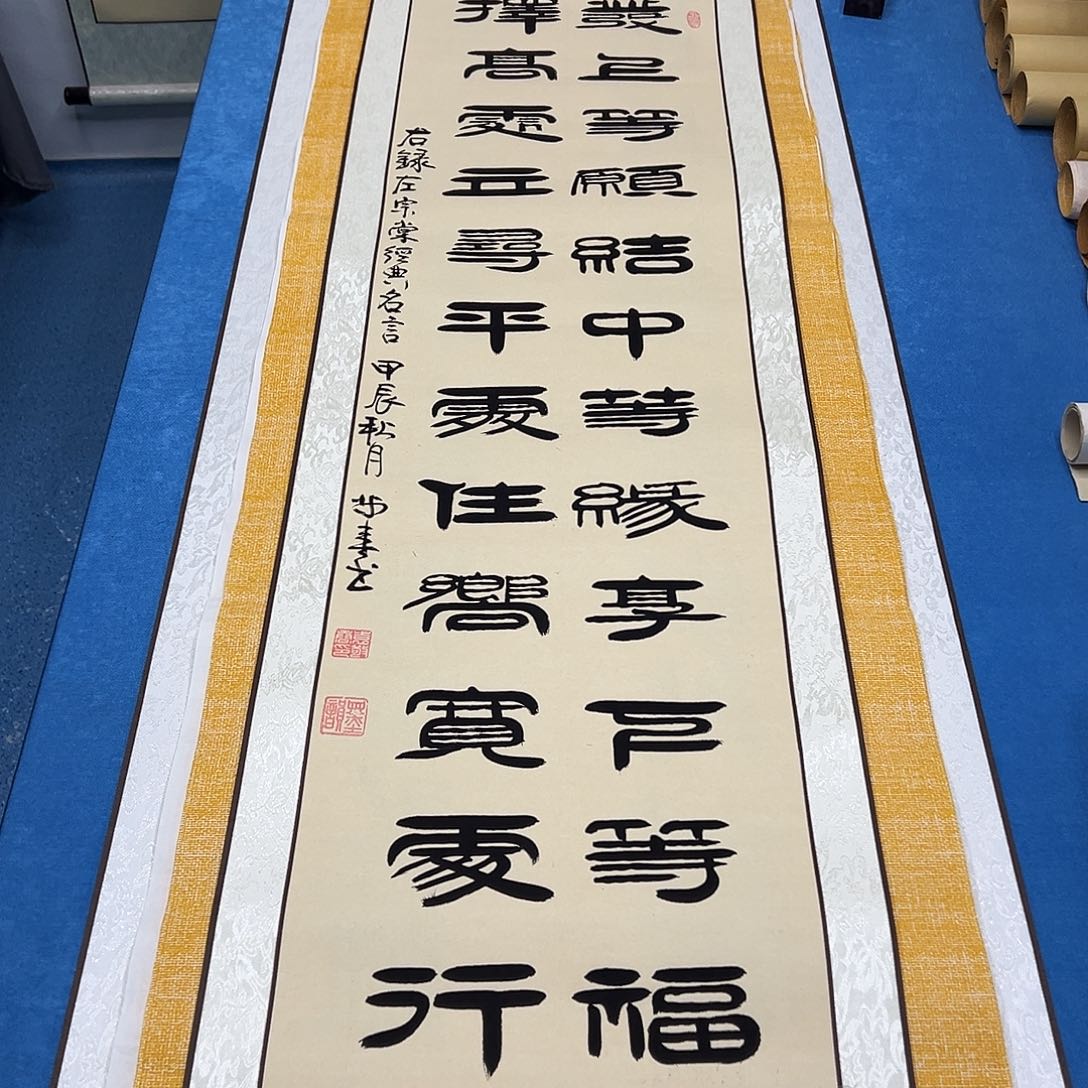 發上等願結中等緣享下等福
擇高處立尋平處住嚮寬處行
右録左宗棠經典名言 甲辰秋月